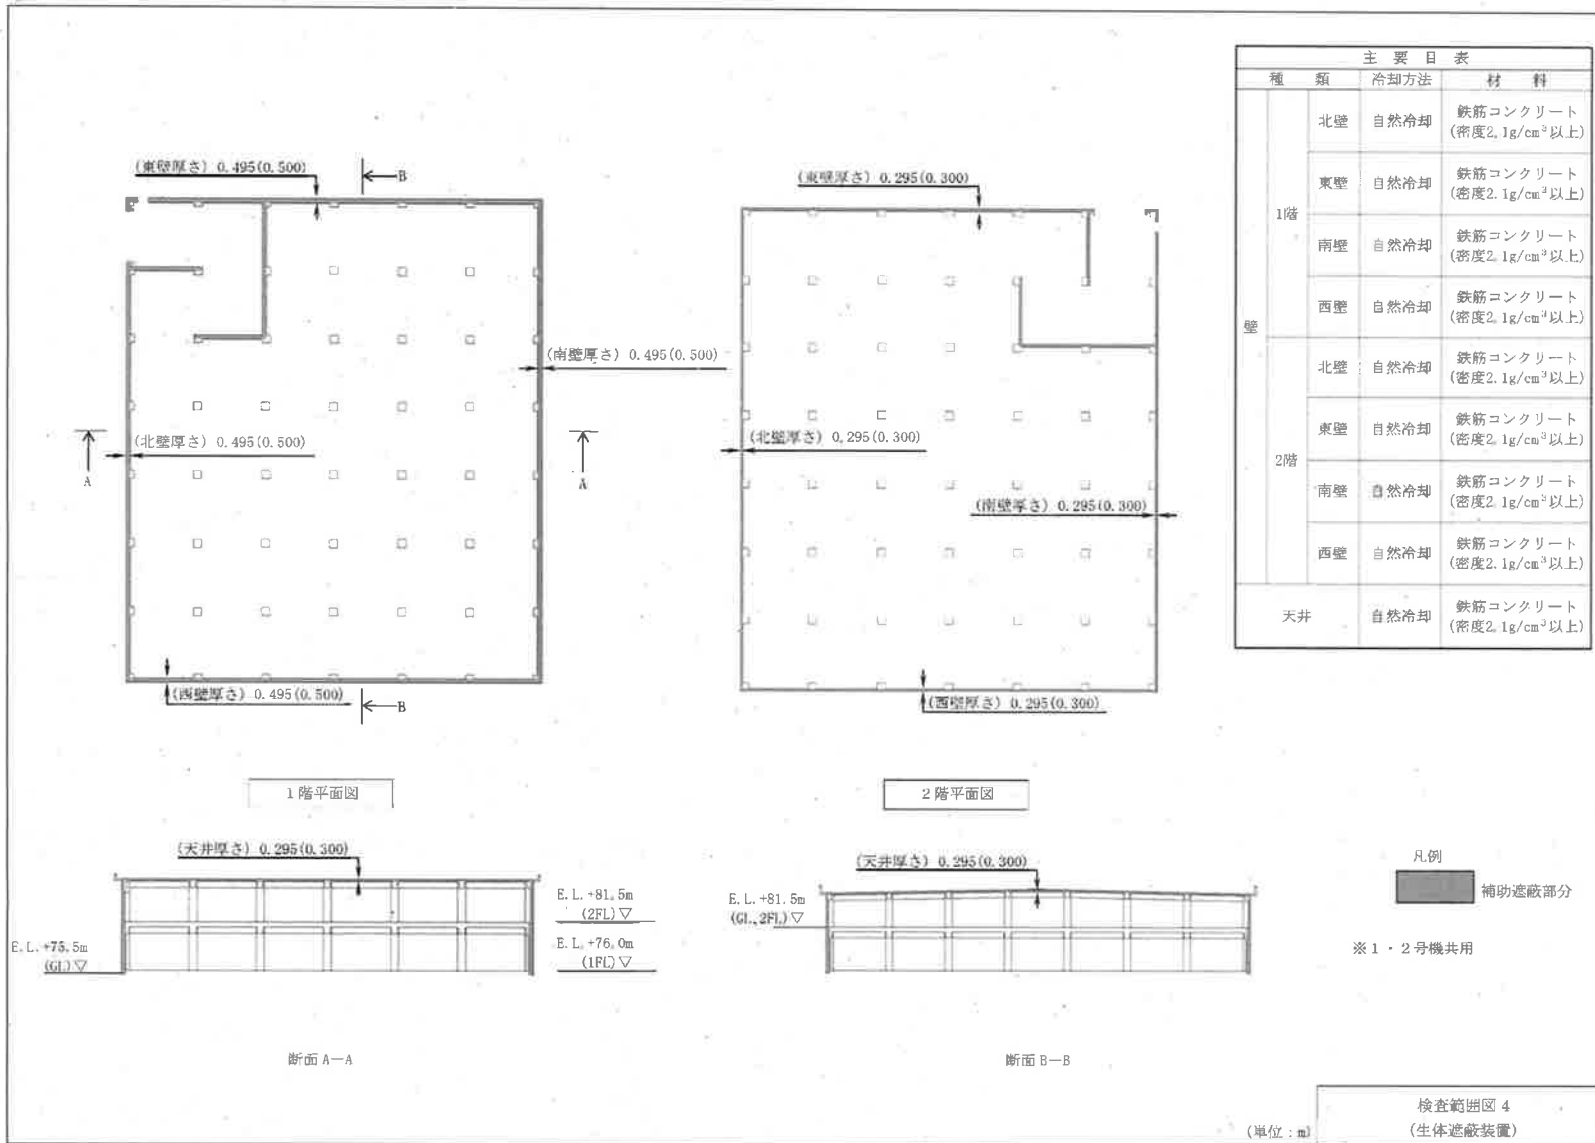 (東壁厚さ) 0.495(0.500)
B
(南壁厚さ) 0.495(0.500)
(北壁厚さ) 0.495(0.500)
A
A
(西壁厚さ) 0.495(0.500)
B
1階平面図
(東壁厚さ) 0.295(0.300)
(北壁厚さ) 0.295(0.300)
(南壁厚さ) 0.295(0.300)
(西壁厚さ) 0.295(0.300)
2階平面図
主要目表
種類 冷却方法 材料
壁
1階
北壁 自然冷却 鉄筋コンクリート
(密度2.1g/cm³以上)
東壁 自然冷却 鉄筋コンクリート
(密度2.1g/cm³以上)
南壁 自然冷却 鉄筋コンクリート
(密度2.1g/cm³以上)
西壁 自然冷却 鉄筋コンクリート
(密度2.1g/cm³以上)
2階
北壁 自然冷却 鉄筋コンクリート
(密度2.1g/cm³以上)
東壁 自然冷却 鉄筋コンクリート
(密度2.1g/cm³以上)
南壁 自然冷却 鉄筋コンクリート
(密度2.1g/cm³以上)
西壁 自然冷却 鉄筋コンクリート
(密度2.1g/cm³以上)
天井 自然冷却 鉄筋コンクリート
(密度2.1g/cm³以上)
(天井厚さ) 0.295(0.300)
E.L.+81.5m
(2FL)▽
E.L.+75.5m
(GL)▽
E.L.+76.0m
(1FL)▽
断面 A—A
(天井厚さ) 0.295(0.300)
E.L.+81.5m
(GL,2FL)▽
断面 B—B
凡例
補助遮蔽部分
※1・2号機共用
(単位:m)
検査範囲図 4
(生体遮蔽装置)